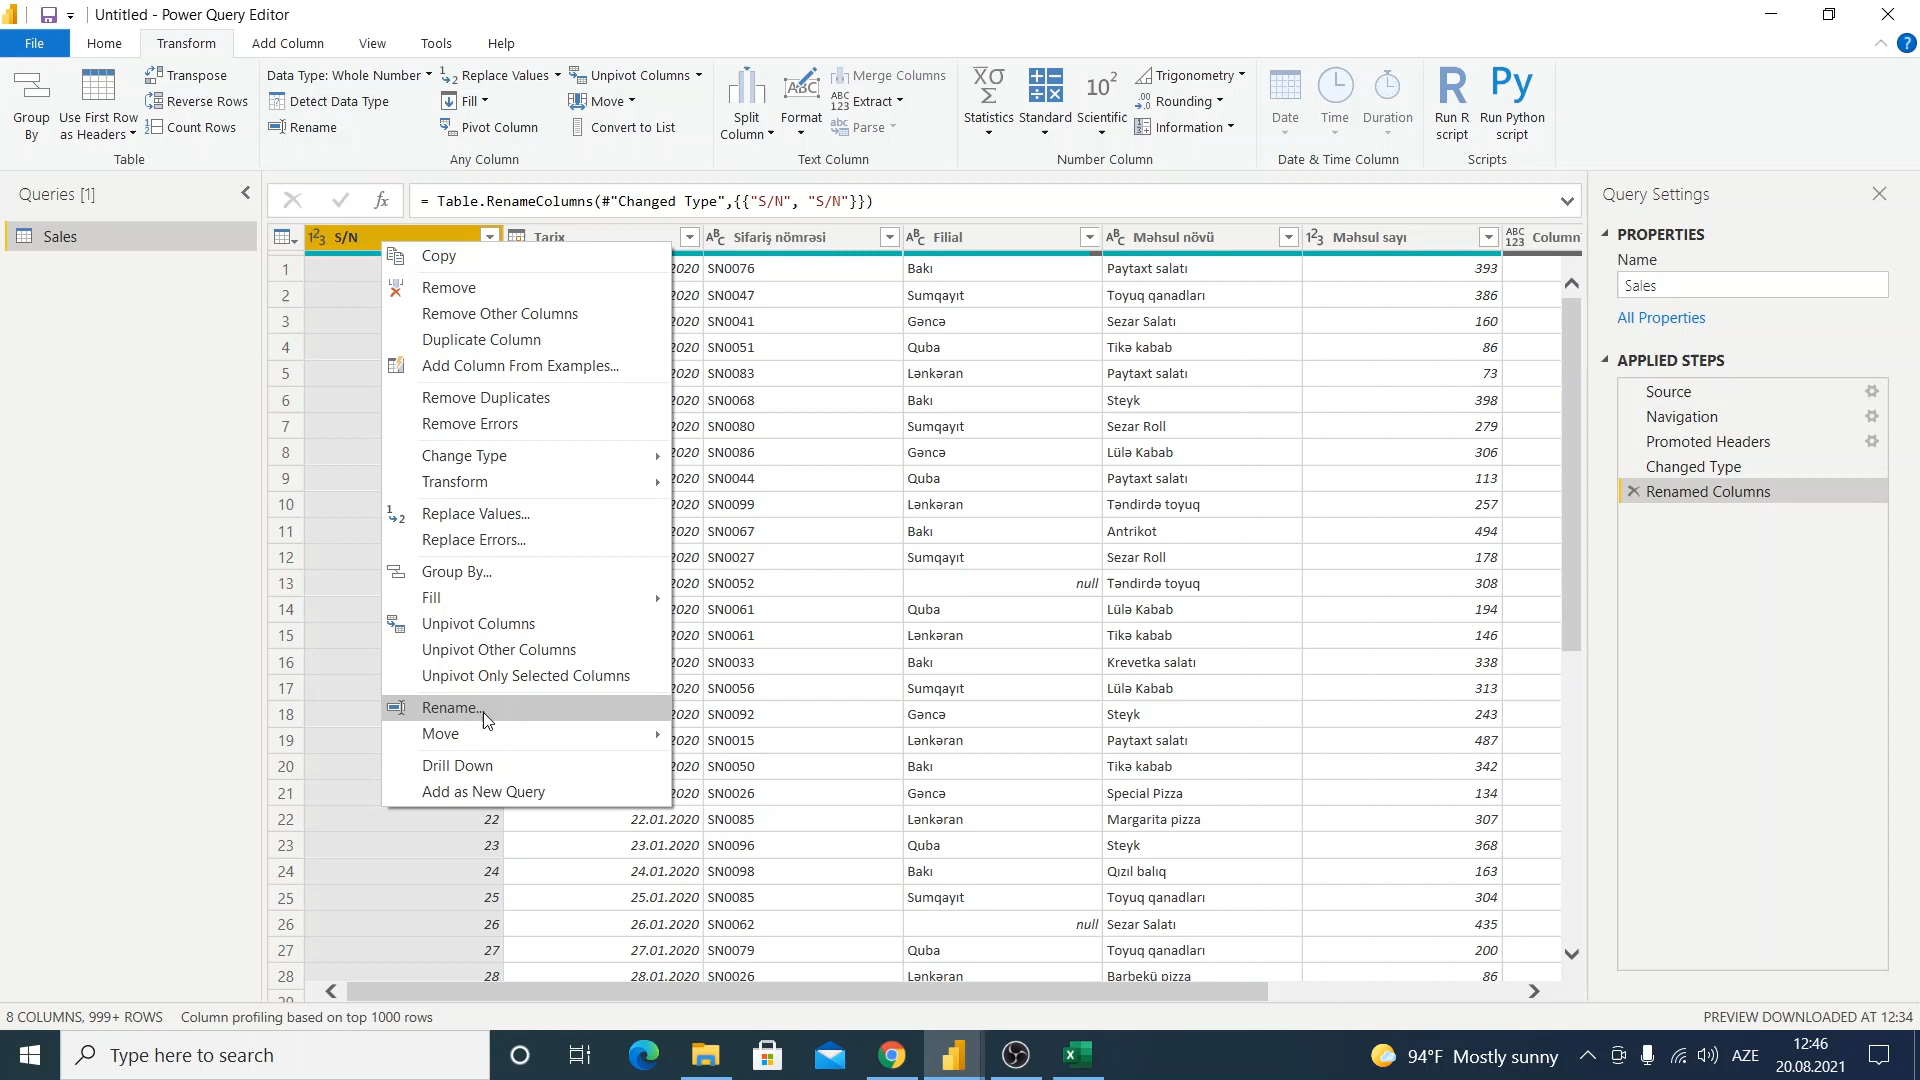 Untitled - Power Query Editor
File Home Transform Add Column View Tools Help
Group By
Use First Row as Headers
Transpose
Reverse Rows
Count Rows
Table
Data Type: Whole Number
Detect Data Type
Rename
Replace Values
Fill
Pivot Column
Unpivot Columns
Move
Convert to List
Any Column
Split Column
Format
Merge Columns
Extract
Parse
Text Column
Statistics
Standard
Scientific
Trigonometry
Rounding
Information
Number Column
Date
Time
Duration
Date & Time Column
Run R script
Run Python script
Scripts
Queries [1]
Sales
= Table.RenameColumns(#"Changed Type",{{"S/N", "S/N"}})
S/N Tarix Sifariş nömrəsi Filial Məhsul növü Məhsul sayı Column
1 2020 SN0076 Bakı Paytaxt salatı 393
2 2020 SN0047 Sumqayıt Toyuq qanadları 386
3 2020 SN0041 Gəncə Sezar Salatı 160
4 2020 SN0051 Quba Tikə kabab 86
5 2020 SN0083 Lənkəran Paytaxt salatı 73
6 2020 SN0068 Bakı Steyk 398
7 2020 SN0080 Sumqayıt Sezar Roll 279
8 2020 SN0086 Gəncə Lülə Kabab 306
9 2020 SN0044 Quba Paytaxt salatı 113
10 2020 SN0099 Lənkəran Təndirdə toyuq 257
11 2020 SN0067 Bakı Antrikot 494
12 2020 SN0027 Sumqayıt Sezar Roll 178
13 2020 SN0052 null Təndirdə toyuq 308
14 2020 SN0061 Quba Lülə Kabab 194
15 2020 SN0061 Lənkəran Tikə kabab 146
16 2020 SN0033 Bakı Krevetka salatı 338
17 2020 SN0056 Sumqayıt Lülə Kabab 313
18 2020 SN0092 Gəncə Steyk 243
19 2020 SN0015 Lənkəran Paytaxt salatı 487
20 2020 SN0050 Bakı Tikə kabab 342
21 2020 SN0026 Gəncə Special Pizza 134
22 22 22.01.2020 SN0085 Lənkəran Margarita pizza 307
23 23 23.01.2020 SN0096 Quba Steyk 368
24 24 24.01.2020 SN0098 Bakı Qızıl balıq 163
25 25 25.01.2020 SN0085 Sumqayıt Toyuq qanadları 304
26 26 26.01.2020 SN0062 null Sezar Salatı 435
27 27 27.01.2020 SN0079 Quba Toyuq qanadları 200
28 28 28.01.2020 SN0026 Lənkəran Barbekü pizza 86
Copy
Remove
Remove Other Columns
Duplicate Column
Add Column From Examples...
Remove Duplicates
Remove Errors
Change Type
Transform
Replace Values...
Replace Errors...
Group By...
Fill
Unpivot Columns
Unpivot Other Columns
Unpivot Only Selected Columns
Rename...
Move
Drill Down
Add as New Query
Query Settings
PROPERTIES
Name
Sales
All Properties
APPLIED STEPS
Source
Navigation
Promoted Headers
Changed Type
Renamed Columns
8 COLUMNS, 999+ ROWS Column profiling based on top 1000 rows
PREVIEW DOWNLOADED AT 12:34
Type here to search
94°F Mostly sunny
AZE
12:46
20.08.2021